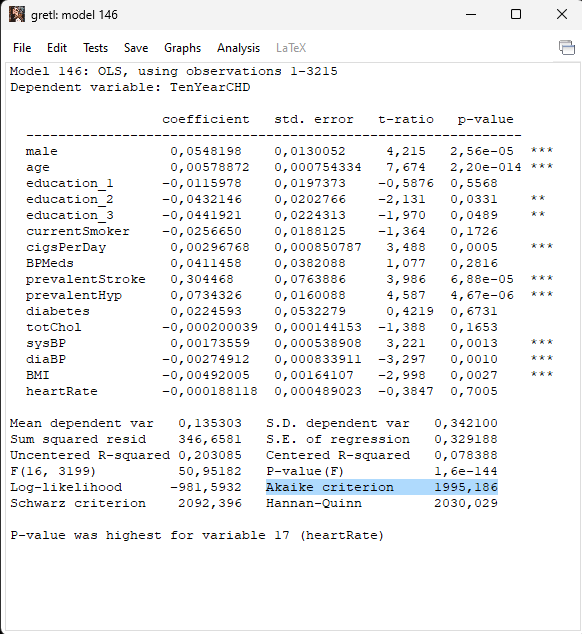 gretl: model 146
File Edit Tests Save Graphs Analysis LaTeX
Model 146: OLS, using observations 1-3215
Dependent variable: TenYearCHD
coefficient std. error t-ratio p-value
---------------------------------------------------------------
male 0,0548198 0,0130052 4,215 2,56e-05 ***
age 0,00578872 0,000754334 7,674 2,20e-014 ***
education_1 −0,0115978 0,0197373 −0,5876 0,5568
education_2 −0,0432146 0,0202766 −2,131 0,0331 **
education_3 −0,0441921 0,0224313 −1,970 0,0489 **
currentSmoker −0,0256650 0,0188125 −1,364 0,1726
cigsPerDay 0,00296768 0,000850787 3,488 0,0005 ***
BPMeds 0,0411458 0,0382088 1,077 0,2816
prevalentStroke 0,304468 0,0763886 3,986 6,88e-05 ***
prevalentHyp 0,0734326 0,0160088 4,587 4,67e-06 ***
diabetes 0,0224593 0,0532279 0,4219 0,6731
totChol −0,000200039 0,000144153 −1,388 0,1653
sysBP 0,00173559 0,000538908 3,221 0,0013 ***
diaBP −0,00274912 0,000833911 −3,297 0,0010 ***
BMI −0,00492005 0,00164107 −2,998 0,0027 ***
heartRate −0,000188118 0,000489023 −0,3847 0,7005
Mean dependent var 0,135303 S.D. dependent var 0,342100
Sum squared resid 346,6581 S.E. of regression 0,329188
Uncentered R-squared 0,203085 Centered R-squared 0,078388
F(16, 3199) 50,95182 P-value(F) 1,6e-144
Log-likelihood −981,5932 Akaike criterion 1995,186
Schwarz criterion 2092,396 Hannan-Quinn 2030,029
P-value was highest for variable 17 (heartRate)